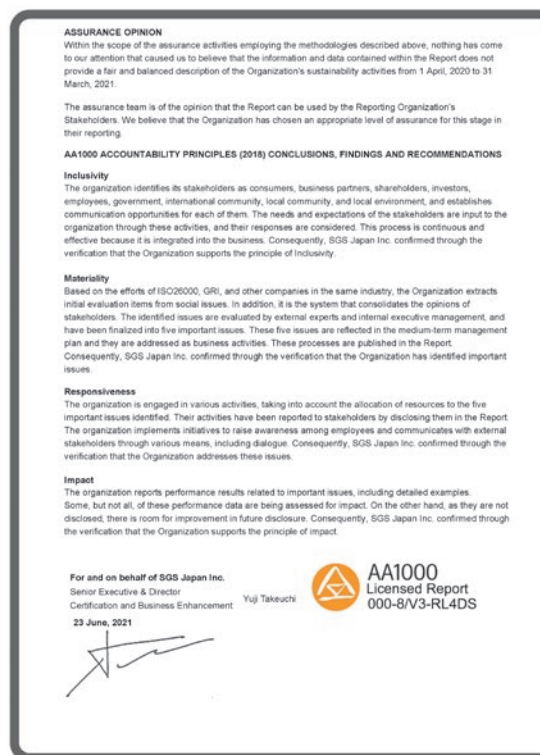 ASSURANCE OPINION
Within the scope of the assurance activities employing the methodologies described above, nothing has come
to our attention that caused us to believe that the information and data contained within the Report does not
provide a fair and balanced description of the Organization's sustainability activities from 1 April, 2020 to 31
March, 2021.
The assurance team is of the opinion that the Report can be used by the Reporting Organization's
Stakeholders. We believe that the Organization has chosen an appropriate level of assurance for this stage in
their reporting.
AA1000 ACCOUNTABILITY PRINCIPLES (2018) CONCLUSIONS, FINDINGS AND RECOMMENDATIONS
Inclusivity
The organization identifies its stakeholders as consumers, business partners, shareholders, investors,
employees, government, international community, local community, and local environment, and establishes
communication opportunities for each of them. The needs and expectations of the stakeholders are input to the
organization through these activities, and their responses are considered. This process is continuous and
effective because it is integrated into the business. Consequently, SGS Japan Inc. confirmed through the
verification that the Organization supports the principle of Inclusivity.
Materiality
Based on the efforts of ISO26000, GRI, and other companies in the same industry, the Organization extracts
initial evaluation items from social issues. In addition, it is the system that consolidates the opinions of
stakeholders. The identified issues are evaluated by external experts and internal executive management, and
have been finalized into five important issues. These five issues are reflected in the medium-term management
plan and they are addressed as business activities. These processes are published in the Report.
Consequently, SGS Japan Inc. confirmed through the verification that the Organization has identified important
issues.
Responsiveness
The organization is engaged in various activities, taking into account the allocation of resources to the five
important issues identified. Their activities have been reported to stakeholders by disclosing them in the Report.
The organization implements initiatives to raise awareness among employees and communicates with external
stakeholders through various means, including dialogue. Consequently, SGS Japan Inc. confirmed through the
verification that the Organization addresses these issues.
Impact
The organization reports performance results related to important issues, including detailed examples.
Some, but not all, of these performance data are being assessed for impact. On the other hand, as they are not
disclosed, there is room for improvement in future disclosure. Consequently, SGS Japan Inc. confirmed through
the verification that the Organization supports the principle of impact.
For and on behalf of SGS Japan Inc.
Senior Executive & Director
Certification and Business Enhancement Yuji Takeuchi
23 June, 2021
AA1000
Licensed Report
000-8/V3-RL4DS